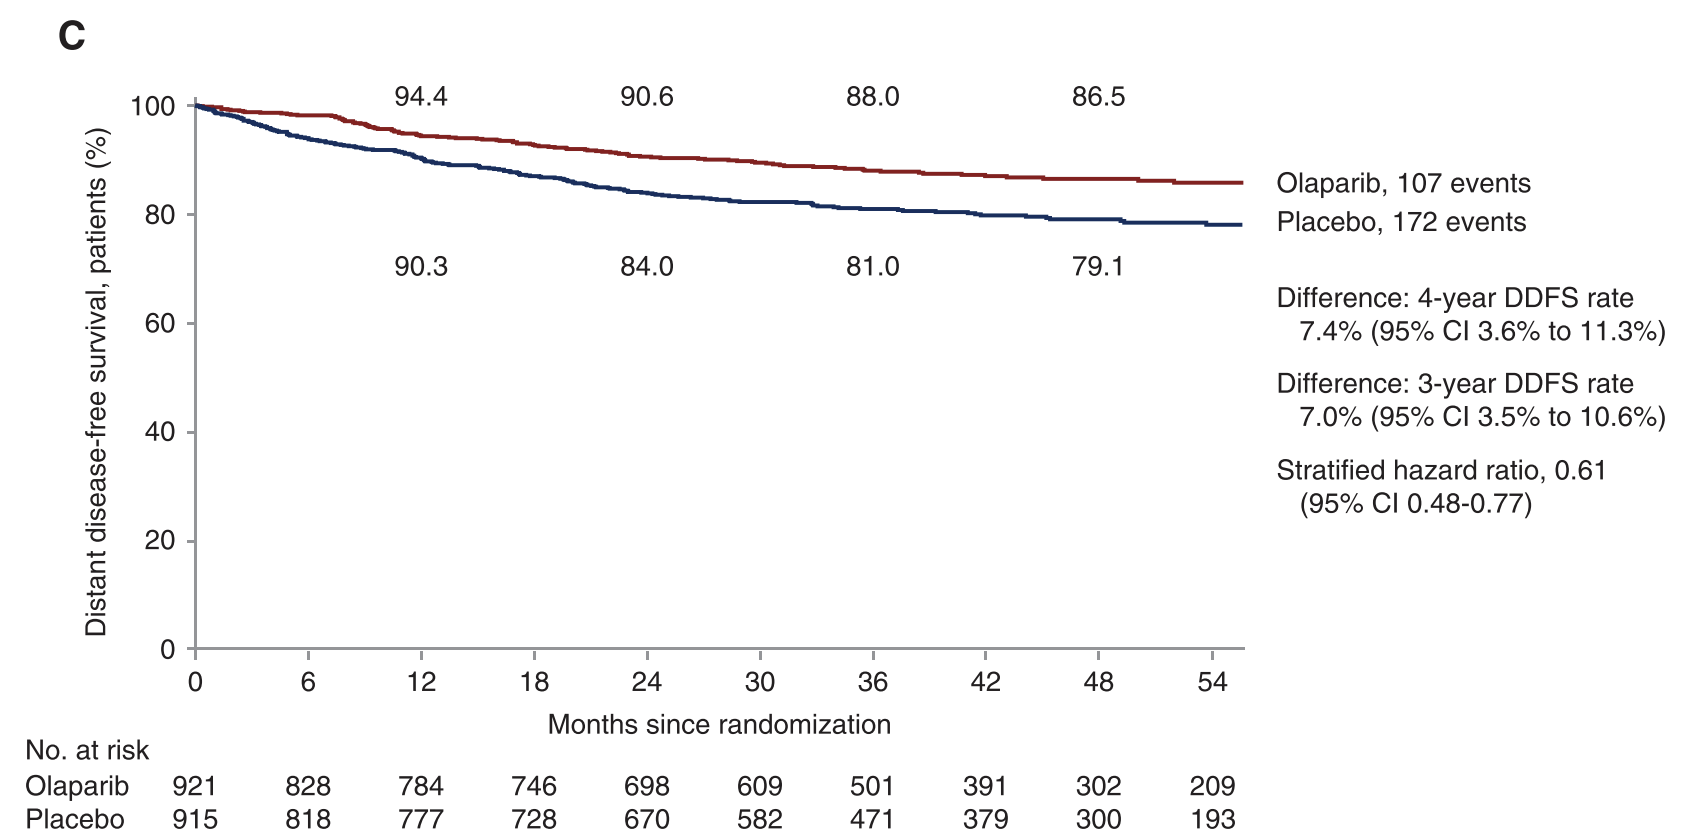 C
94.4 90.6 88.0 86.5
90.3 84.0 81.0 79.1
Distant disease-free survival, patients (%)
100
80
60
40
20
0
0 6 12 18 24 30 36 42 48 54
Months since randomization
Olaparib, 107 events
Placebo, 172 events
Difference: 4-year DDFS rate
7.4% (95% CI 3.6% to 11.3%)
Difference: 3-year DDFS rate
7.0% (95% CI 3.5% to 10.6%)
Stratified hazard ratio, 0.61
(95% CI 0.48-0.77)
No. at risk
Olaparib 921 828 784 746 698 609 501 391 302 209
Placebo 915 818 777 728 670 582 471 379 300 193